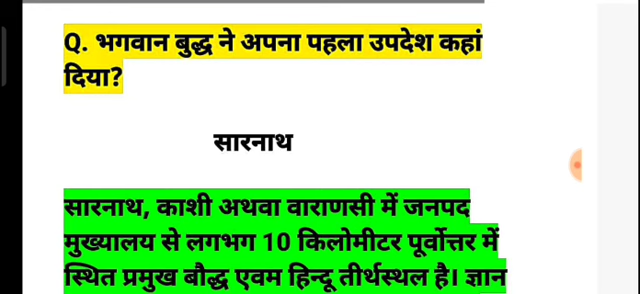 Q. भगवान बुद्ध ने अपना पहला उपदेश कहां
दिया?
सारनाथ
सारनाथ, काशी अथवा वाराणसी में जनपद
मुख्यालय से लगभग 10 किलोमीटर पूर्वोत्तर में
स्थित प्रमुख बौद्ध एवम हिन्दू तीर्थस्थल है। ज्ञान